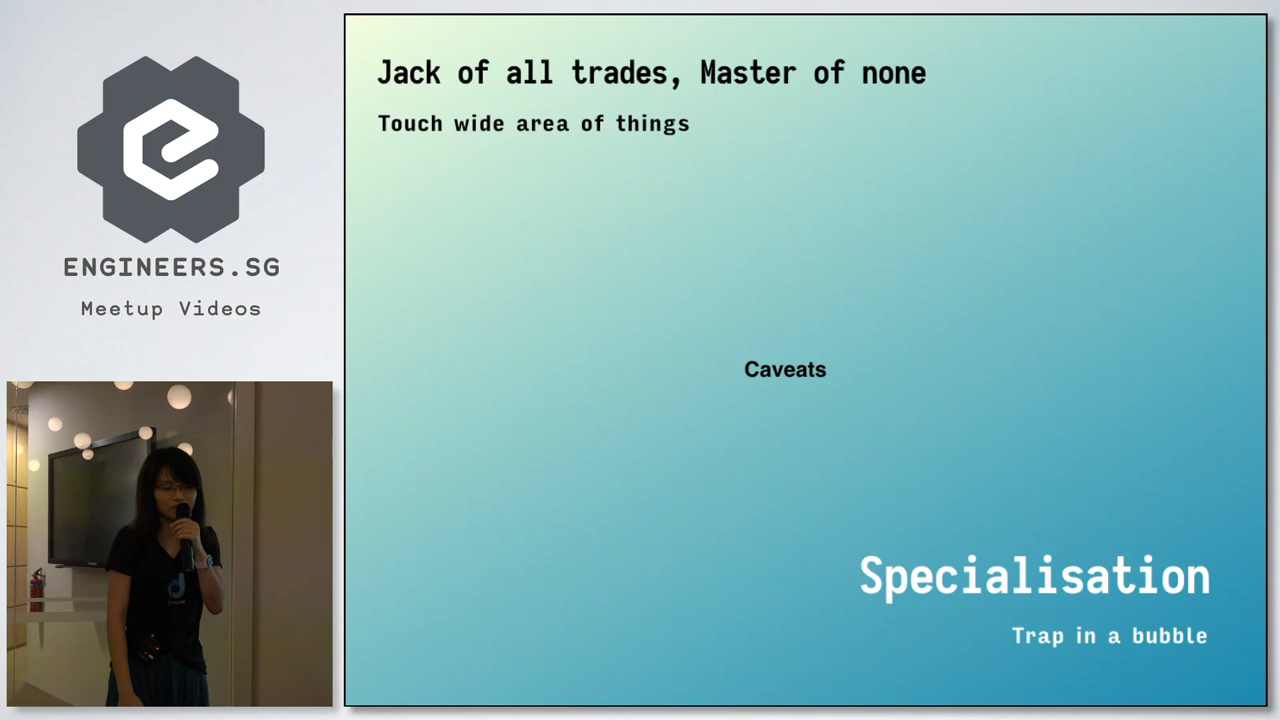 ENGINEERS.SG
Meetup Videos
Jack of all trades, Master of none
Touch wide area of things
Caveats
Specialisation
Trap in a bubble